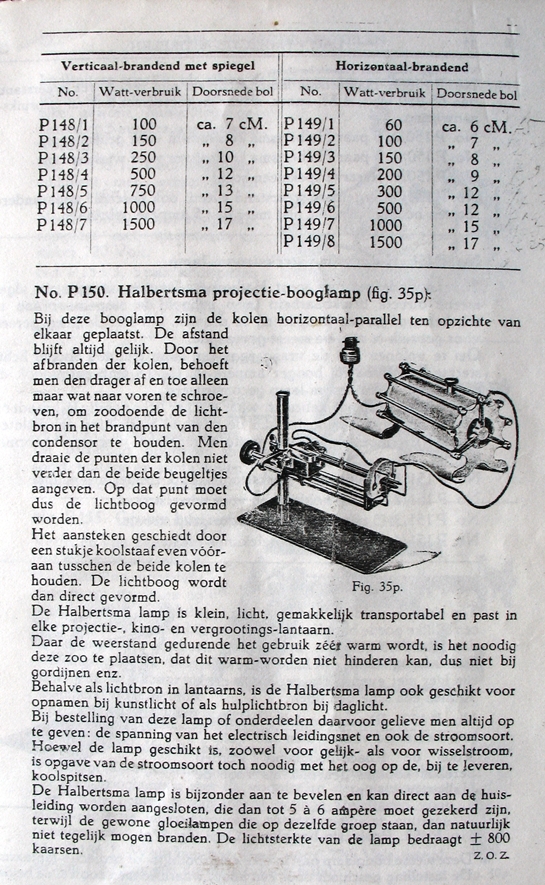 Verticaal-brandend met spiegel Horizontaal-brandend
No. Watt-verbruik Doorsnede bol No. Watt-verbruik Doorsnede bol
P 148/1 100 ca. 7 cM. P 149/1 60 ca. 6 cM.
P 148/2 150 „ 8 „ P 149/2 100 „ 7 „
P 148/3 250 „ 10 „ P 149/3 150 „ 8 „
P 148/4 500 „ 12 „ P 149/4 200 „ 9 „
P 148/5 750 „ 13 „ P 149/5 300 „ 12 „
P 148/6 1000 „ 15 „ P 149/6 500 „ 12 „
P 148/7 1500 „ 17 „ P 149/7 1000 „ 15 „
P 149/8 1500 „ 17 „
No. P 150. Halbertsma projectie-booglamp (fig. 35p):
Bij deze booglamp zijn de kolen horizontaal-parallel ten opzichte van
elkaar geplaatst. De afstand
blijft altijd gelijk. Door het
afbranden der kolen, behoeft
men den drager af en toe alleen
maar wat naar voren te schroe-
ven, om zoodoende de licht-
bron in het brandpunt van den
condensor te houden. Men
draaie de punten der kolen niet
verder dan de beide beugeltjes
aangeven. Op dat punt moet
dus de lichtboog gevormd
worden.
Het aansteken geschiedt door
een stukje koolstaaf even vóór-
aan tusschen de beide kolen te
houden. De lichtboog wordt
dan direct gevormd.
Fig. 35p.
De Halbertsma lamp is klein, licht, gemakkelijk transportabel en past in
elke projectie-, kino- en vergrootings-lantaarn.
Daar de weerstand gedurende het gebruik zéér warm wordt, is het noodig
deze zoo te plaatsen, dat dit warm-worden niet hinderen kan, dus niet bij
gordijnen enz.
Behalve als lichtbron in lantaarns, is de Halbertsma lamp ook geschikt voor
opnamen bij kunstlicht of als hulplichtbron bij daglicht.
Bij bestelling van deze lamp of onderdeelen daarvoor gelieve men altijd op
te geven: de spanning van het electrisch leidingsnet en ook de stroomsoort.
Hoewel de lamp geschikt is, zoowel voor gelijk- als voor wisselstroom,
is opgave van de stroomsoort toch noodig met het oog op de, bij te leveren,
koolspitsen.
De Halbertsma lamp is bijzonder aan te bevelen en kan direct aan de huis-
leiding worden aangesloten, die dan tot 5 à 6 ampère moet gezekerd zijn,
terwijl de gewone gloeilampen die op dezelfde groep staan, dan natuurlijk
niet tegelijk mogen branden. De lichtsterkte van de lamp bedraagt ± 800
kaarsen.
Z. O. Z.